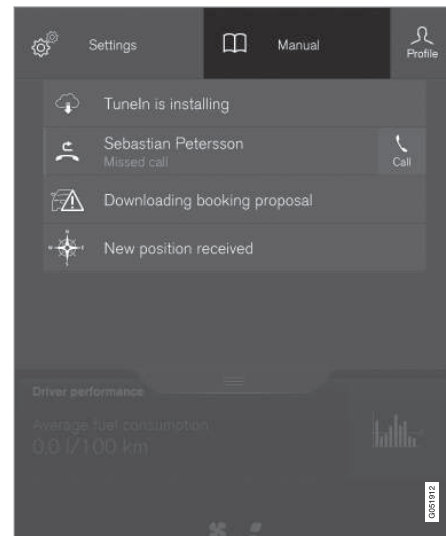 Settings
Manual
Profile
TuneIn is installing
Sebastian Petersson
Missed call
Call
Downloading booking proposal
New position received
Driver performance
Average fuel consumption
0.0 l/100 km
G051912